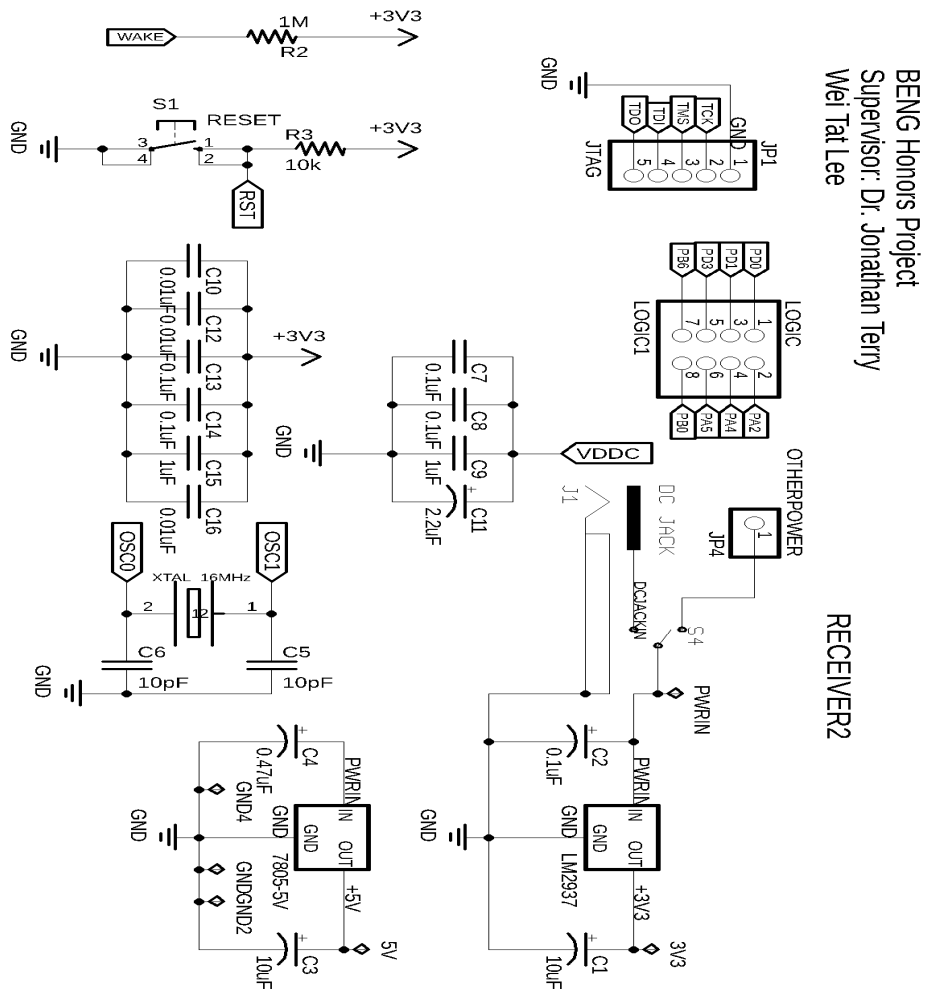 BENG Honors Project
Supervisor: Dr. Jonathan Terry
Wei Tat Lee
RECEIVER2
WAKE
1M
R2
+3V3
S1
RESET
3
4
1
2
R3
10k
+3V3
GND
RST
GND
TDO
TDI
TMS
TCK
GND
5
4
3
2
1
JTAG
JP1
PB6
PD3
PD1
PD0
7
5
3
1
LOGIC
LOGIC1
8
6
4
2
PB0
PA5
PA4
PA2
C10
0.01uF
C12
0.01uF
C13
0.1uF
C14
0.1uF
C15
1uF
C16
0.01uF
+3V3
GND
C7
0.1uF
C8
0.1uF
C9
1uF
C11
+
2.2uF
GND
VDDC
OTHERPOWER
1
JP4
DC JACK
J1
DCJACKIN
S4
PWRIN
OSC0
OSC1
XTAL 16MHz
2
12
1
C6
10pF
C5
10pF
GND
+
C2
0.1uF
PWRIN
IN
GND
GND
OUT
LM2937
+3V3
3V3
+
C1
10uF
GND
+
C4
0.47uF
PWRIN
IN
GND
GND
OUT
7805-5V
+5V
5V
GND4
GND
GNDGND2
+
C3
10uF